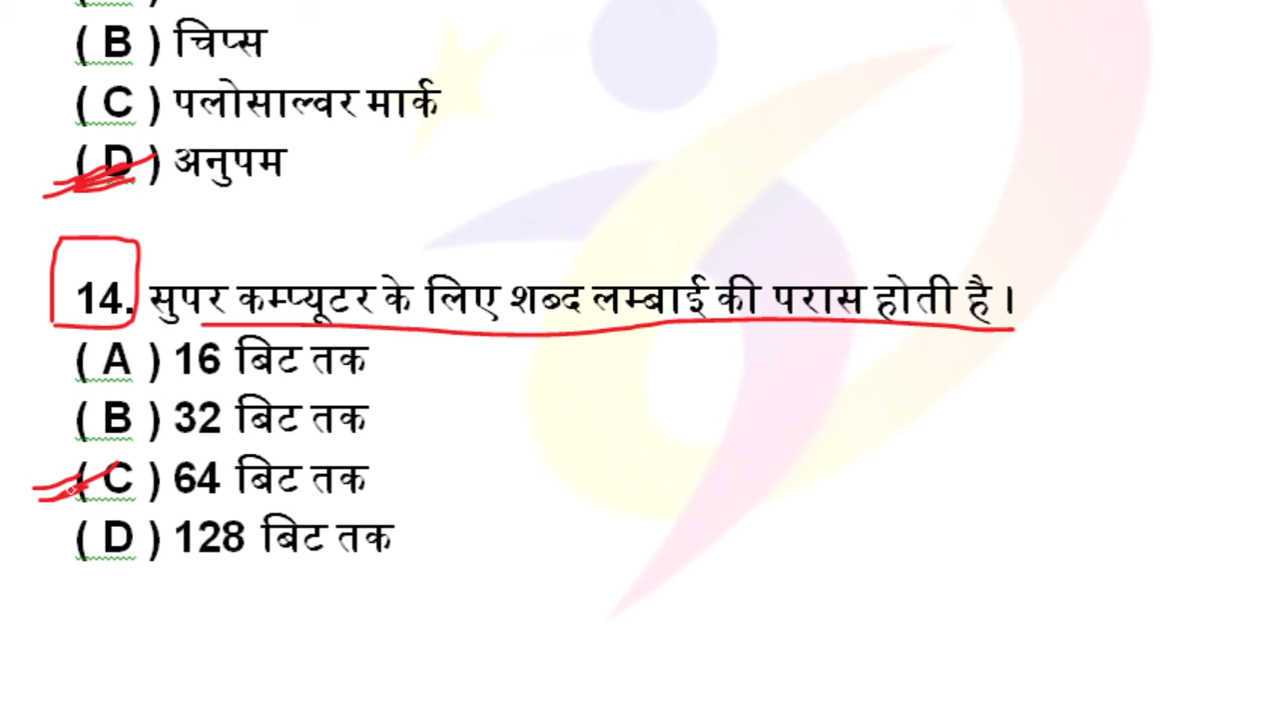 ( B ) चिप्स
( C ) पलोसाल्वर मार्क
( D ) अनुपम
14. सुपर कम्प्यूटर के लिए शब्द लम्बाई की परास होती है ।
( A ) 16 बिट तक
( B ) 32 बिट तक
( C ) 64 बिट तक
( D ) 128 बिट तक